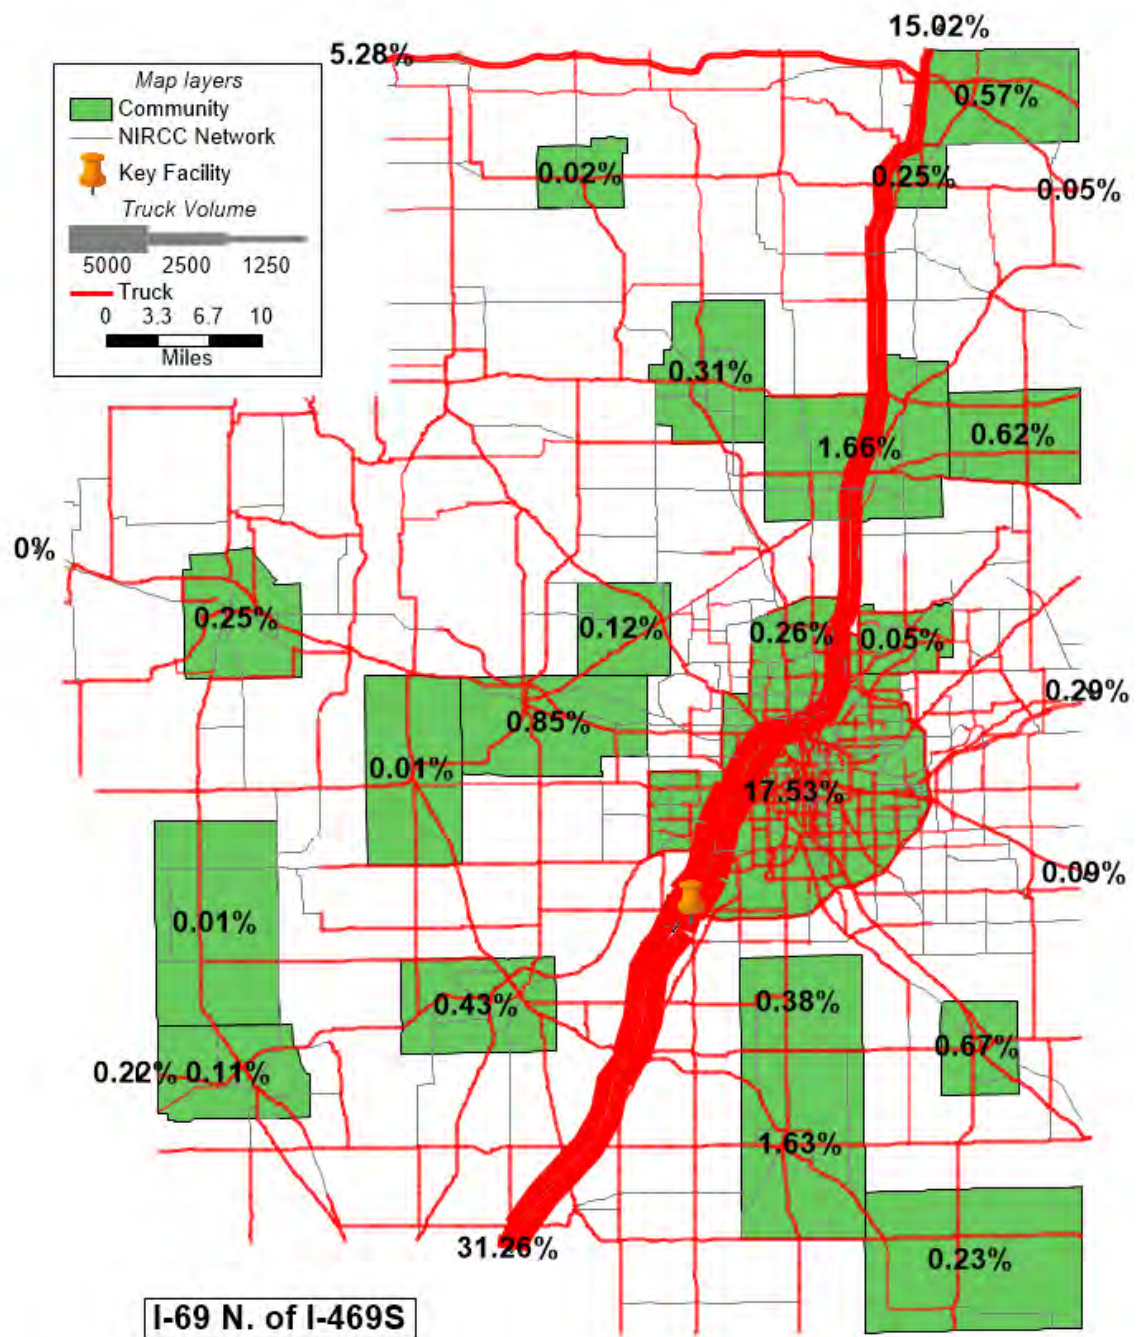 15.02%
5.28%
Map layers
Community
NIRCC Network
Key Facility
Truck Volume
5000 2500 1250
Truck
0 3.3 6.7 10
Miles
0.57%
0.02%
0.25%
0.05%
0.31%
1.66%
0.62%
0%
0.25%
0.12%
0.26%
0.05%
0.29%
0.85%
0.01%
17.53%
0.09%
0.01%
0.43%
0.38%
0.67%
0.22%
0.11%
1.63%
31.26%
0.23%
I-69 N. of I-469S